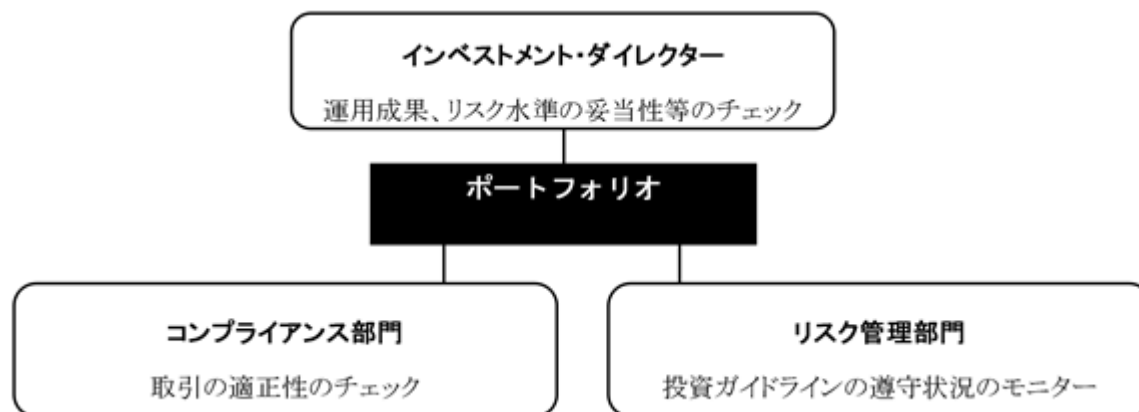 インベストメント・ダイレクター
運用成果、リスク水準の妥当性等のチェック
ポートフォリオ
コンプライアンス部門
取引の適正性のチェック
リスク管理部門
投資ガイドラインの遵守状況のモニター